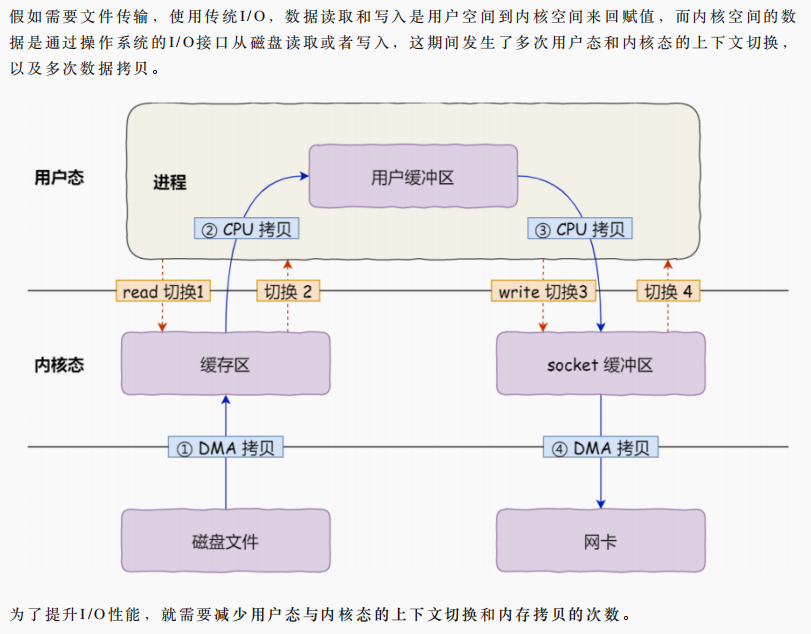 假如需要文件传输，使用传统I/O，数据读取和写入是用户空间到内核空间来回赋值，而内核空间的数
据是通过操作系统的I/O接口从磁盘读取或者写入，这期间发生了多次用户态和内核态的上下文切换，
以及多次数据拷贝。
用户态
进程
用户缓冲区
② CPU 拷贝
③ CPU 拷贝
read 切换1
切换 2
write 切换3
切换 4
内核态
缓存区
socket 缓冲区
① DMA 拷贝
④ DMA 拷贝
磁盘文件
网卡
为了提升I/O性能，就需要减少用户态与内核态的上下文切换和内存拷贝的次数。